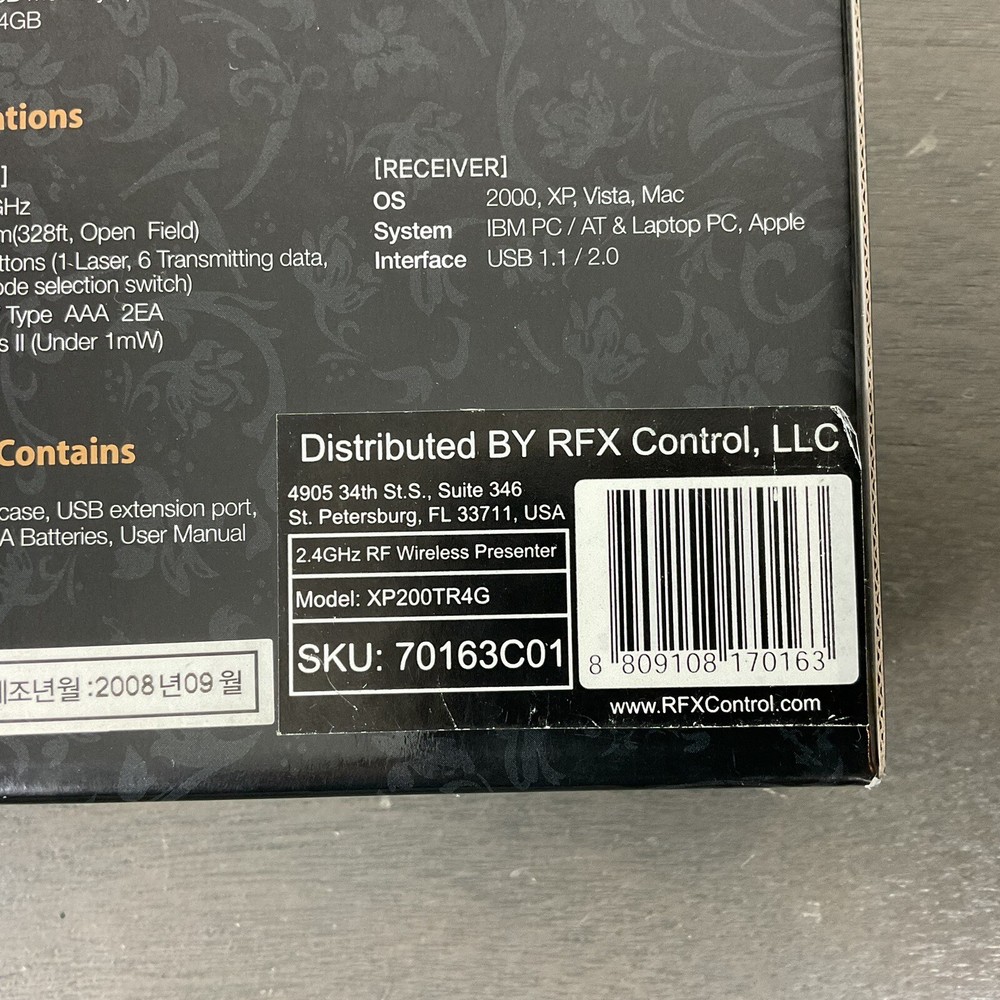 4GB
[RECEIVER]
OS 2000, XP, Vista, Mac
System IBM PC / AT & Laptop PC, Apple
Interface USB 1.1 / 2.0
m(328ft, Open Field)
(1-Laser, 6 Transmitting data,
selection switch)
Type AAA 2EA
II (Under 1mW)
Contains
case, USB extension port,
A Batteries, User Manual
제조년월 :2008년09월
Distributed BY RFX Control, LLC
4905 34th St.S., Suite 346
St. Petersburg, FL 33711, USA
2.4GHz RF Wireless Presenter
Model: XP200TR4G
SKU: 70163C01
8 809108 170163
www.RFXControl.com